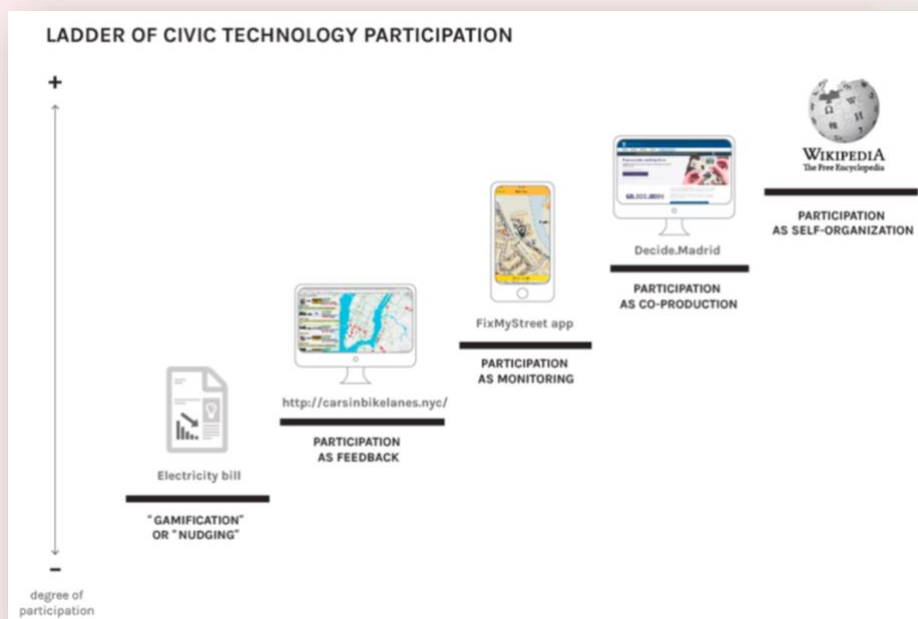 LADDER OF CIVIC TECHNOLOGY PARTICIPATION
+
WIKIPEDIA
The Free Encyclopedia
PARTICIPATION
AS SELF-ORGANIZATION
Decide.Madrid
PARTICIPATION
AS CO-PRODUCTION
FixMyStreet app
PARTICIPATION
AS MONITORING
http://carsinbikelanes.nyc/
PARTICIPATION
AS FEEDBACK
Electricity bill
"GAMIFICATION"
OR "NUDGING"
–
degree of
participation